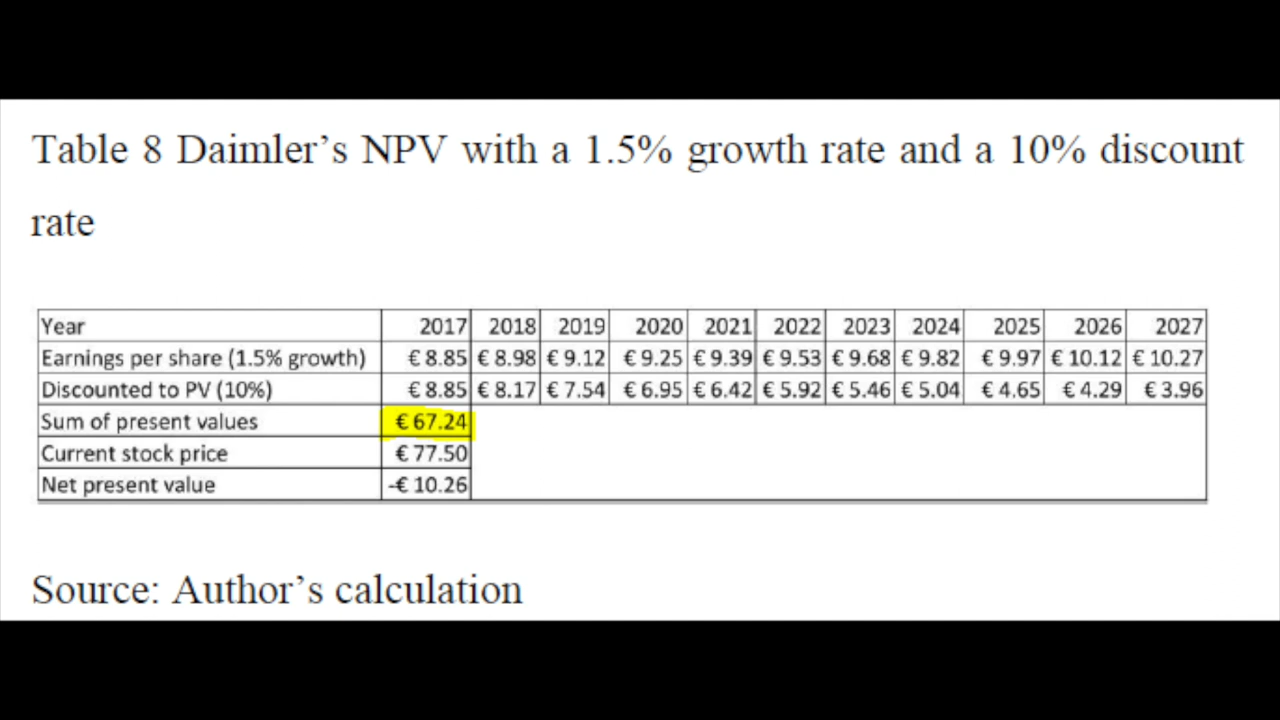 Table 8 Daimler’s NPV with a 1.5% growth rate and a 10% discount
rate
Year 2017 2018 2019 2020 2021 2022 2023 2024 2025 2026 2027
Earnings per share (1.5% growth) € 8.85 € 8.98 € 9.12 € 9.25 € 9.39 € 9.53 € 9.68 € 9.82 € 9.97 € 10.12 € 10.27
Discounted to PV (10%) € 8.85 € 8.17 € 7.54 € 6.95 € 6.42 € 5.92 € 5.46 € 5.04 € 4.65 € 4.29 € 3.96
Sum of present values € 67.24
Current stock price € 77.50
Net present value -€ 10.26
Source: Author’s calculation